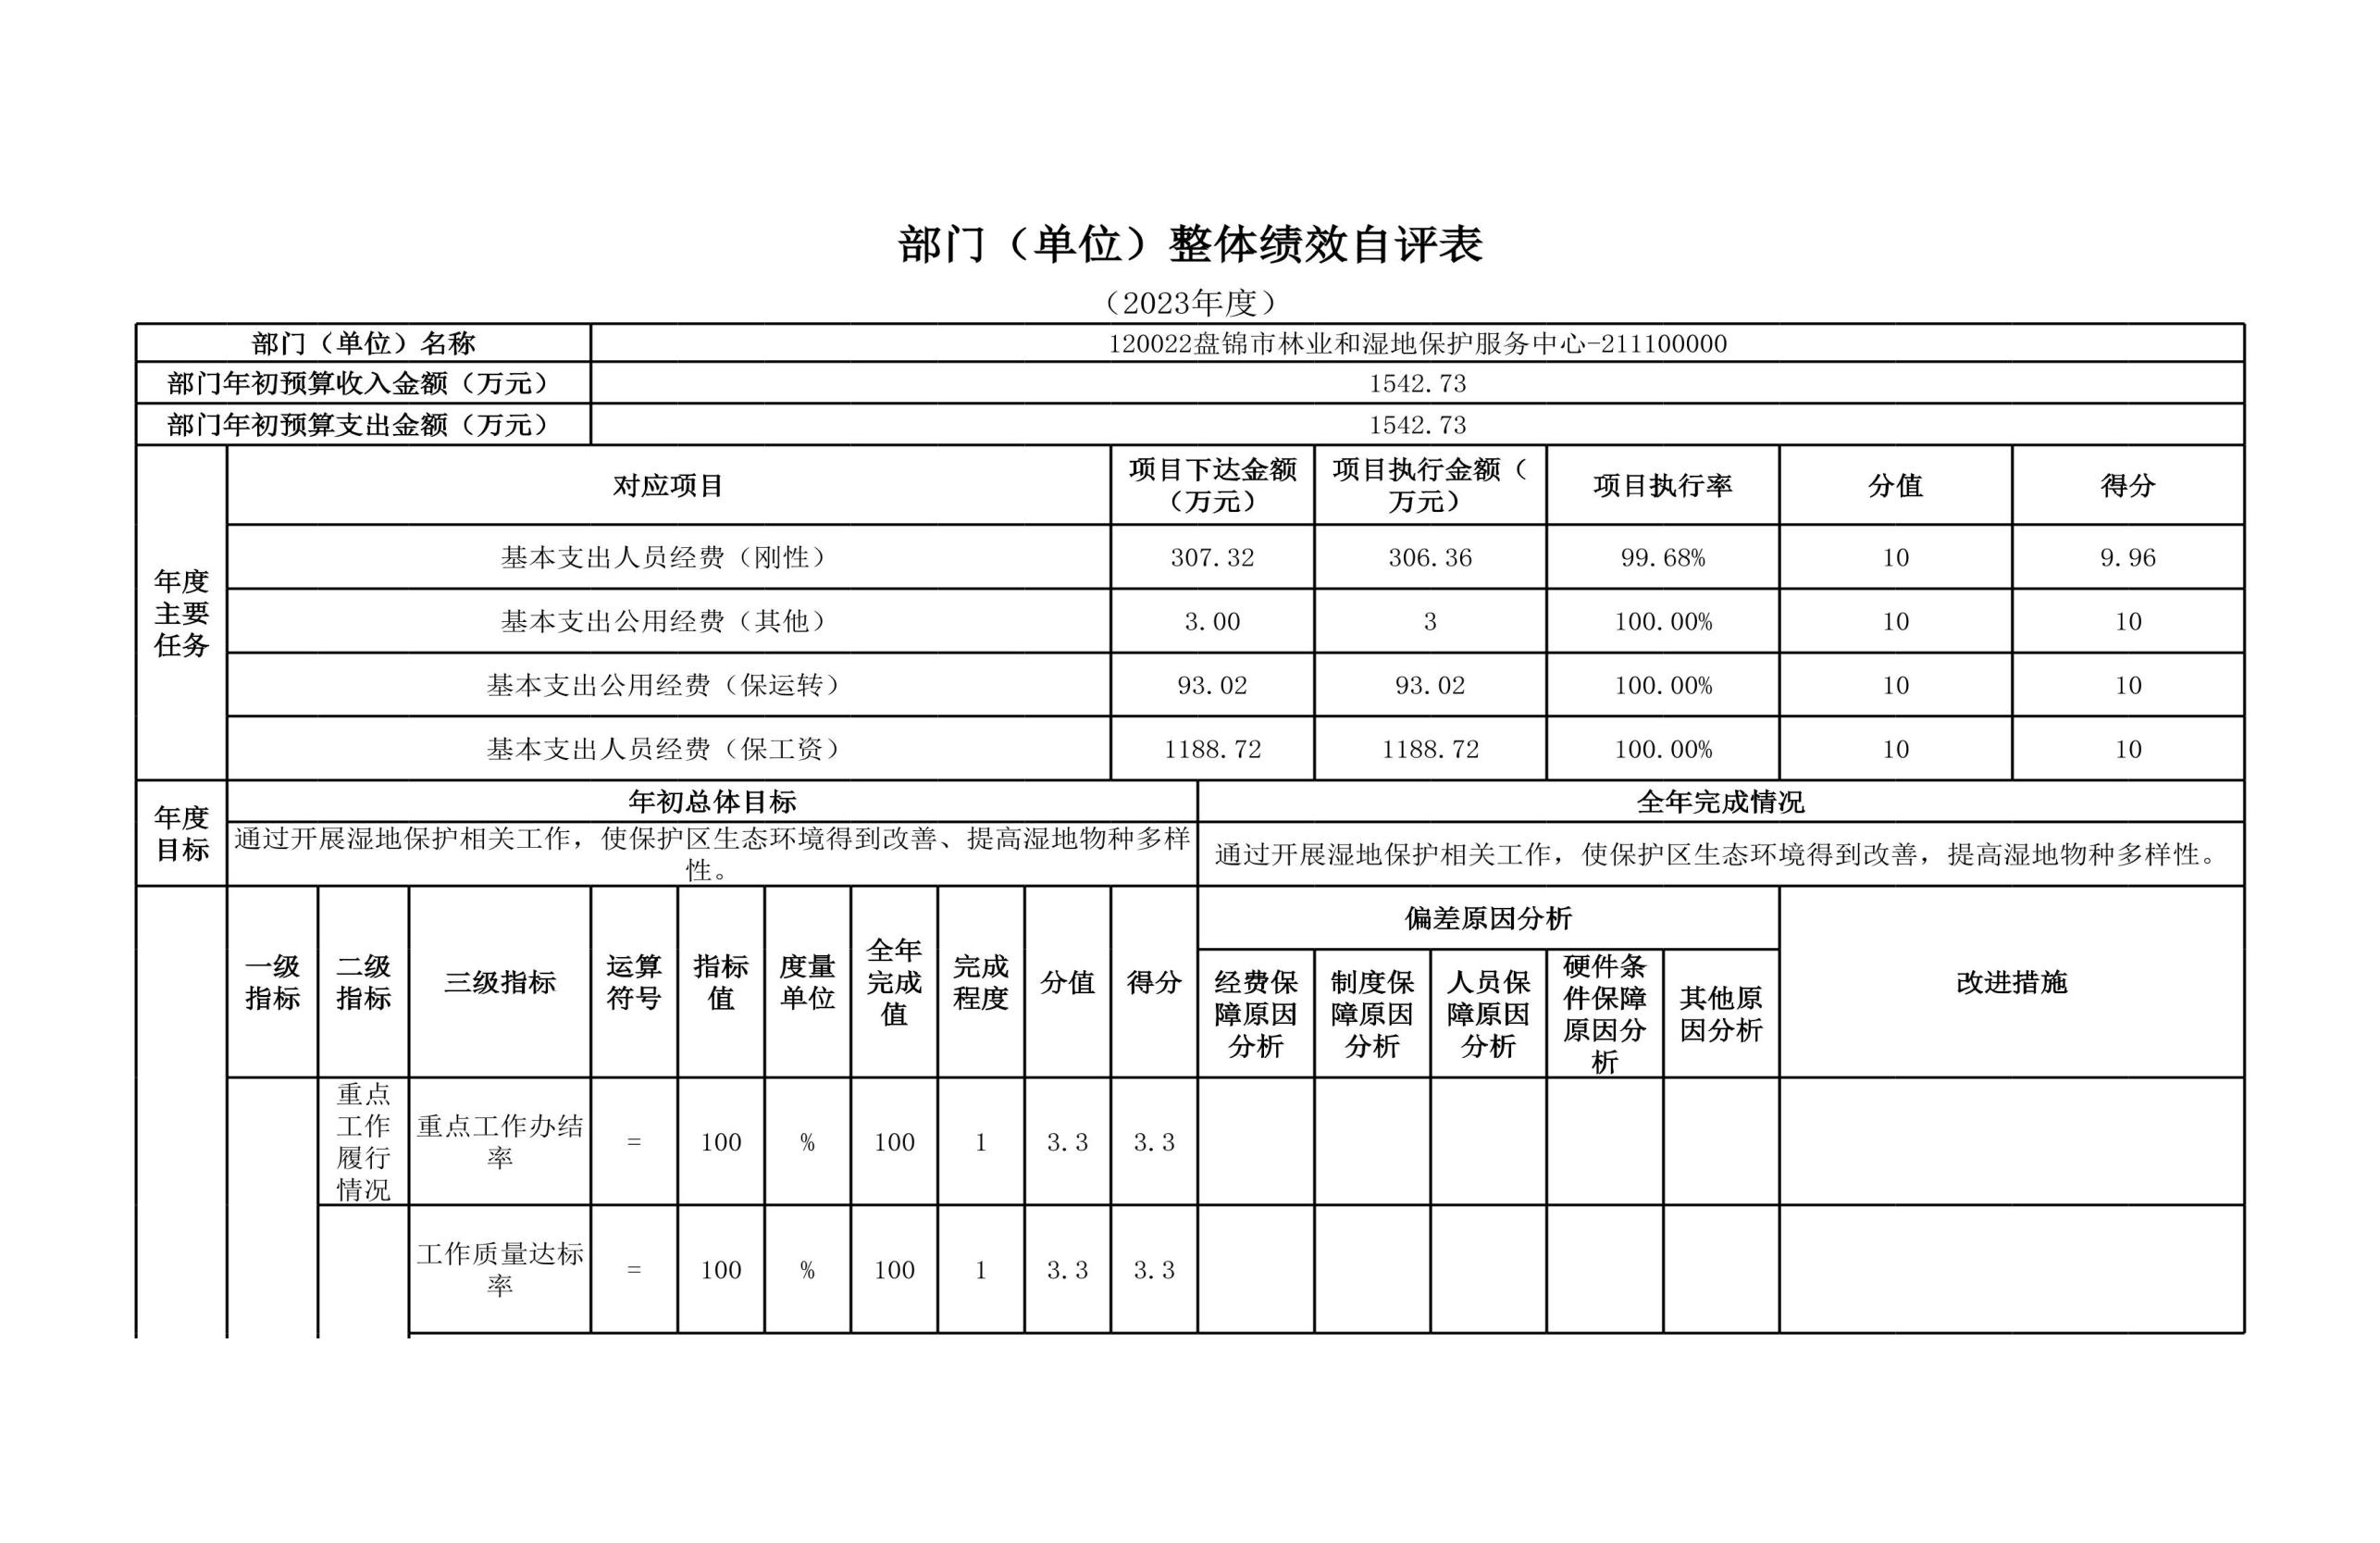 部门（单位）整体绩效自评表
（2023年度）
部门（单位）名称 120022盘锦市林业和湿地保护服务中心-211100000
部门年初预算收入金额（万元） 1542.73
部门年初预算支出金额（万元） 1542.73
年度主要任务
对应项目 项目下达金额（万元） 项目执行金额（万元） 项目执行率 分值 得分
基本支出人员经费（刚性） 307.32 306.36 99.68% 10 9.96
基本支出公用经费（其他） 3.00 3 100.00% 10 10
基本支出公用经费（保运转） 93.02 93.02 100.00% 10 10
基本支出人员经费（保工资） 1188.72 1188.72 100.00% 10 10
年度目标
年初总体目标 全年完成情况
通过开展湿地保护相关工作，使保护区生态环境得到改善、提高湿地物种多样性。 通过开展湿地保护相关工作，使保护区生态环境得到改善，提高湿地物种多样性。
一级指标 二级指标 三级指标 运算符号 指标值 度量单位 全年完成值 完成程度 分值 得分 偏差原因分析 改进措施
经费保障原因分析 制度保障原因分析 人员保障原因分析 硬件条件保障原因分析 其他原因分析
重点工作履行情况 重点工作办结率 = 100 % 100 1 3.3 3.3
工作质量达标率 = 100 % 100 1 3.3 3.3